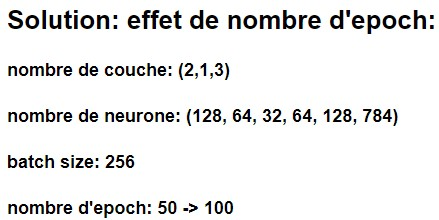 Solution: effet de nombre d'epoch:
nombre de couche: (2,1,3)
nombre de neurone: (128, 64, 32, 64, 128, 784)
batch size: 256
nombre d'epoch: 50 -> 100